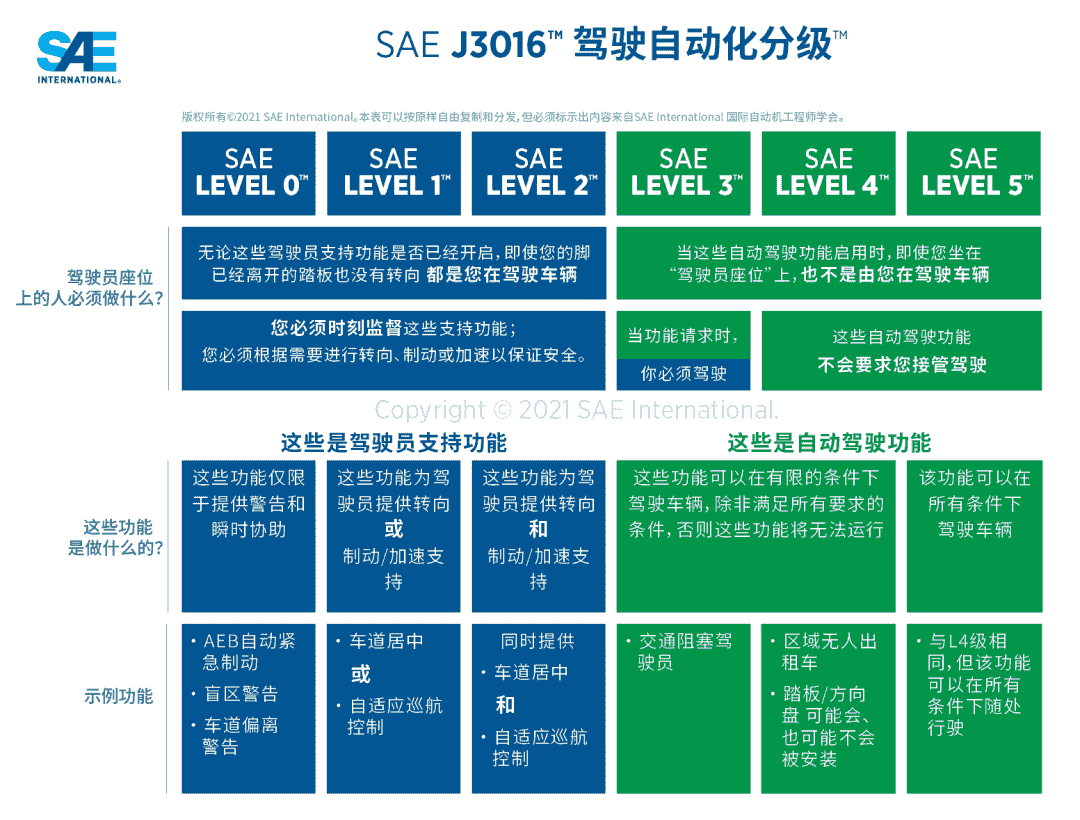 SAE
INTERNATIONAL®
SAE J3016™ 驾驶自动化分级™
版权所有©2021 SAE International。本表可以按原样自由复制和分发，但必须标示出内容来自SAE International 国际自动机工程师学会。
SAE
LEVEL 0™
SAE
LEVEL 1™
SAE
LEVEL 2™
SAE
LEVEL 3™
SAE
LEVEL 4™
SAE
LEVEL 5™
驾驶员座位
上的人必须做什么？
无论这些驾驶员支持功能是否已经开启，即使您的脚
已经离开的踏板也没有转向 都是您在驾驶车辆
当这些自动驾驶功能启用时，即使您坐在
“驾驶员座位”上，也不是由您在驾驶车辆
您必须时刻监督这些支持功能；
您必须根据需要进行转向、制动或加速以保证安全。
当功能请求时，
你必须驾驶
这些自动驾驶功能
不会要求您接管驾驶
Copyright © 2021 SAE International.
这些是驾驶员支持功能
这些是自动驾驶功能
这些功能
是做什么的？
这些功能仅限
于提供警告和
瞬时协助
这些功能为驾
驶员提供转向
或
制动/加速支
持
这些功能为驾
驶员提供转向
和
制动/加速支
持
这些功能可以在有限的条件下
驾驶车辆，除非满足所有要求的
条件，否则这些功能将无法运行
该功能可以在
所有条件下
驾驶车辆
示例功能
・AEB自动紧
急制动
・盲区警告
・车道偏离
警告
・车道居中
或
・自适应巡航
控制
同时提供
・车道居中
和
・自适应巡航
控制
・交通阻塞驾
驶员
・区域无人出
租车
・踏板/方向
盘 可能会、
也可能不会
被安装
・与L4级相
同，但该功能
可以在所有
条件下随处
行驶